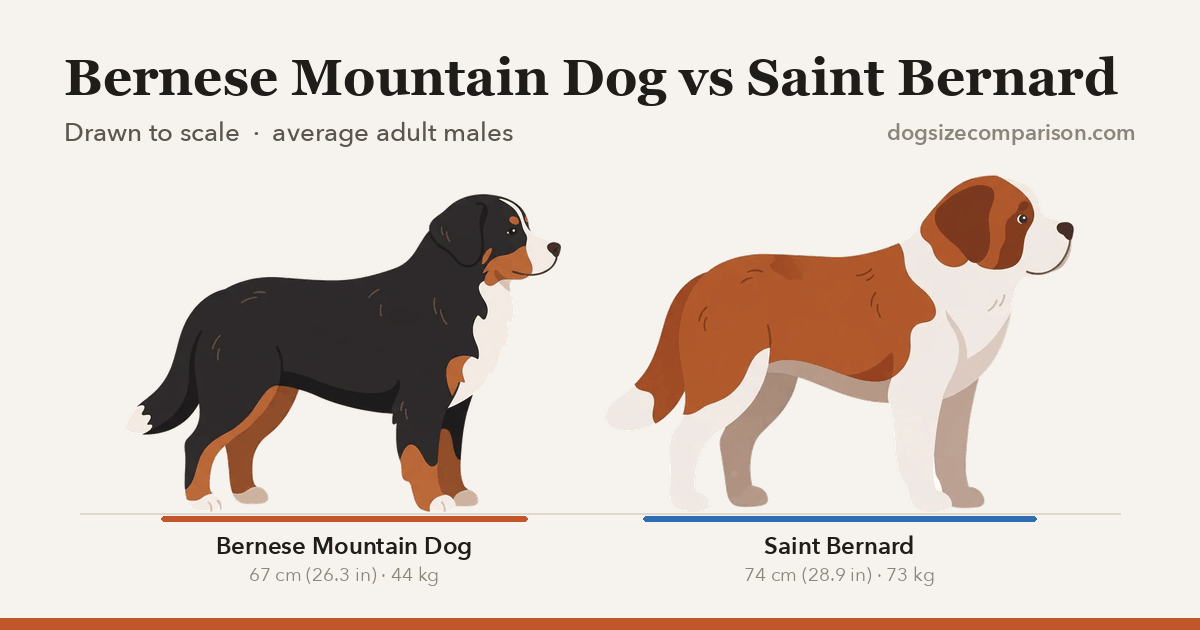 Bernese Mountain Dog vs Saint Bernard
Drawn to scale · average adult males
dogsizecomparison.com
Bernese Mountain Dog
67 cm (26.3 in) · 44 kg
Saint Bernard
74 cm (28.9 in) · 73 kg